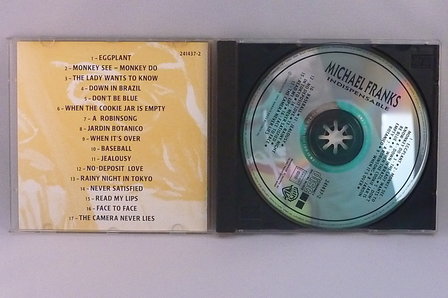 241437-2
1 - EGGPLANT
2 - MONKEY SEE - MONKEY DO
3 - THE LADY WANTS TO KNOW
4 - DOWN IN BRAZIL
5 - DON'T BE BLUE
6 - WHEN THE COOKIE JAR IS EMPTY
7 - A ROBINSONG
8 - JARDIN BOTANICO
9 - WHEN IT'S OVER
10 - BASEBALL
11 - JEALOUSY
12 - NO-DEPOSIT LOVE
13 - RAINY NIGHT IN TOKYO
14 - NEVER SATISFIED
15 - READ MY LIPS
16 - FACE TO FACE
17 - THE CAMERA NEVER LIES
MICHAEL FRANKS
INDISPENSABLE